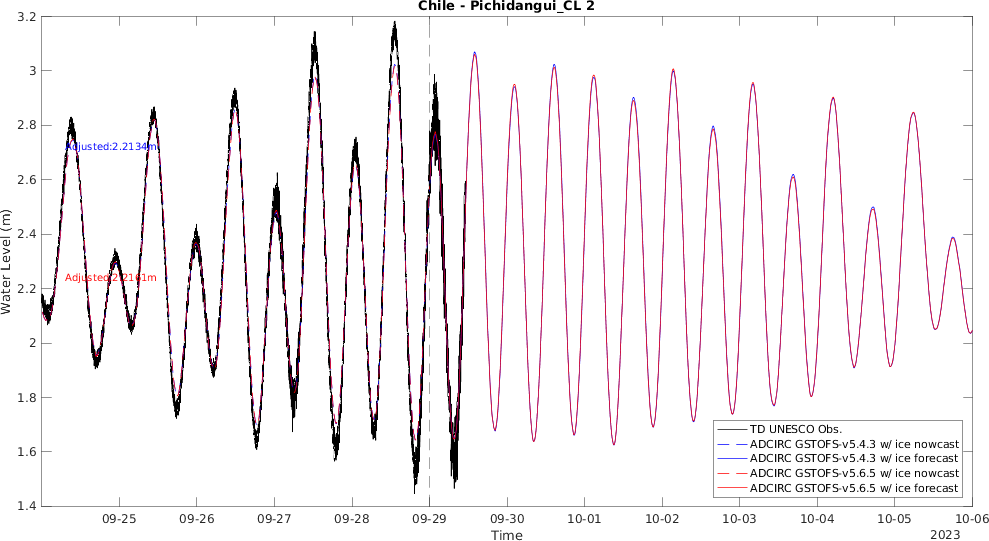 Chile - Pichidangui_CL 2
3.2
3
2.8
2.6
2.4
2.2
2
1.8
1.6
1.4
Water Level (m)
Adjusted:2.2134m
Adjusted:2.2161m
TD UNESCO Obs.
ADCIRC GSTOFS-v5.4.3 w/ ice nowcast
ADCIRC GSTOFS-v5.4.3 w/ ice forecast
ADCIRC GSTOFS-v5.6.5 w/ ice nowcast
ADCIRC GSTOFS-v5.6.5 w/ ice forecast
09-25 09-26 09-27 09-28 09-29 09-30 10-01 10-02 10-03 10-04 10-05 10-06
Time
2023